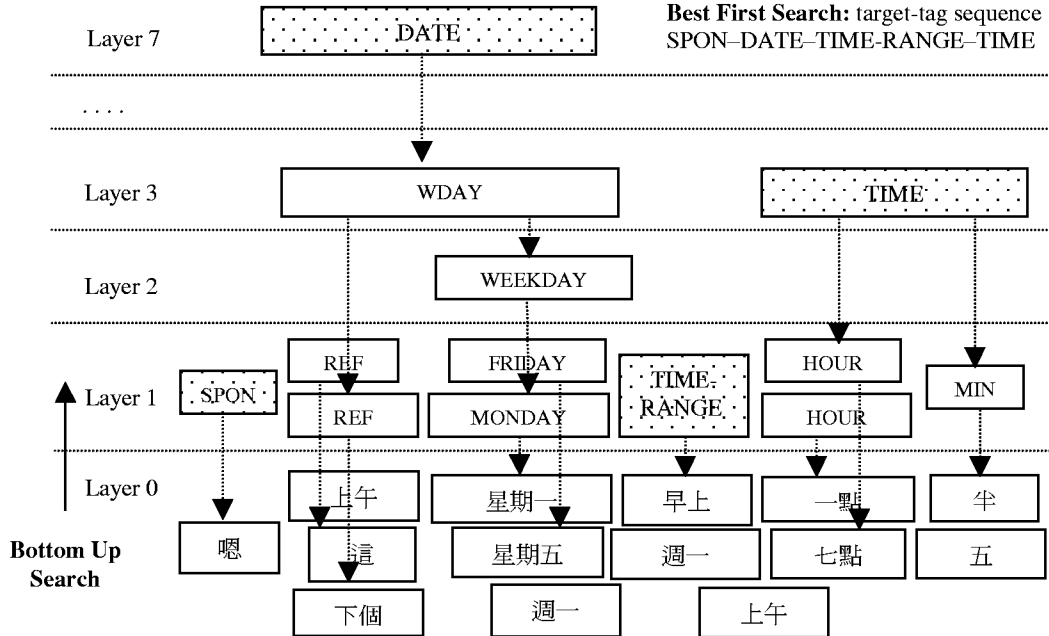 Best First Search: target-tag sequence
SPON–DATE–TIME-RANGE–TIME
Layer 7
DATE
. . . .
Layer 3
WDAY
TIME
Layer 2
WEEKDAY
Layer 1
SPON
REF
FRIDAY
TIME-
RANGE
HOUR
MIN
REF
MONDAY
HOUR
Layer 0
上午
星期一
早上
一點
半
嗯
這
星期五
週一
七點
五
下個
週一
上午
Bottom Up
Search